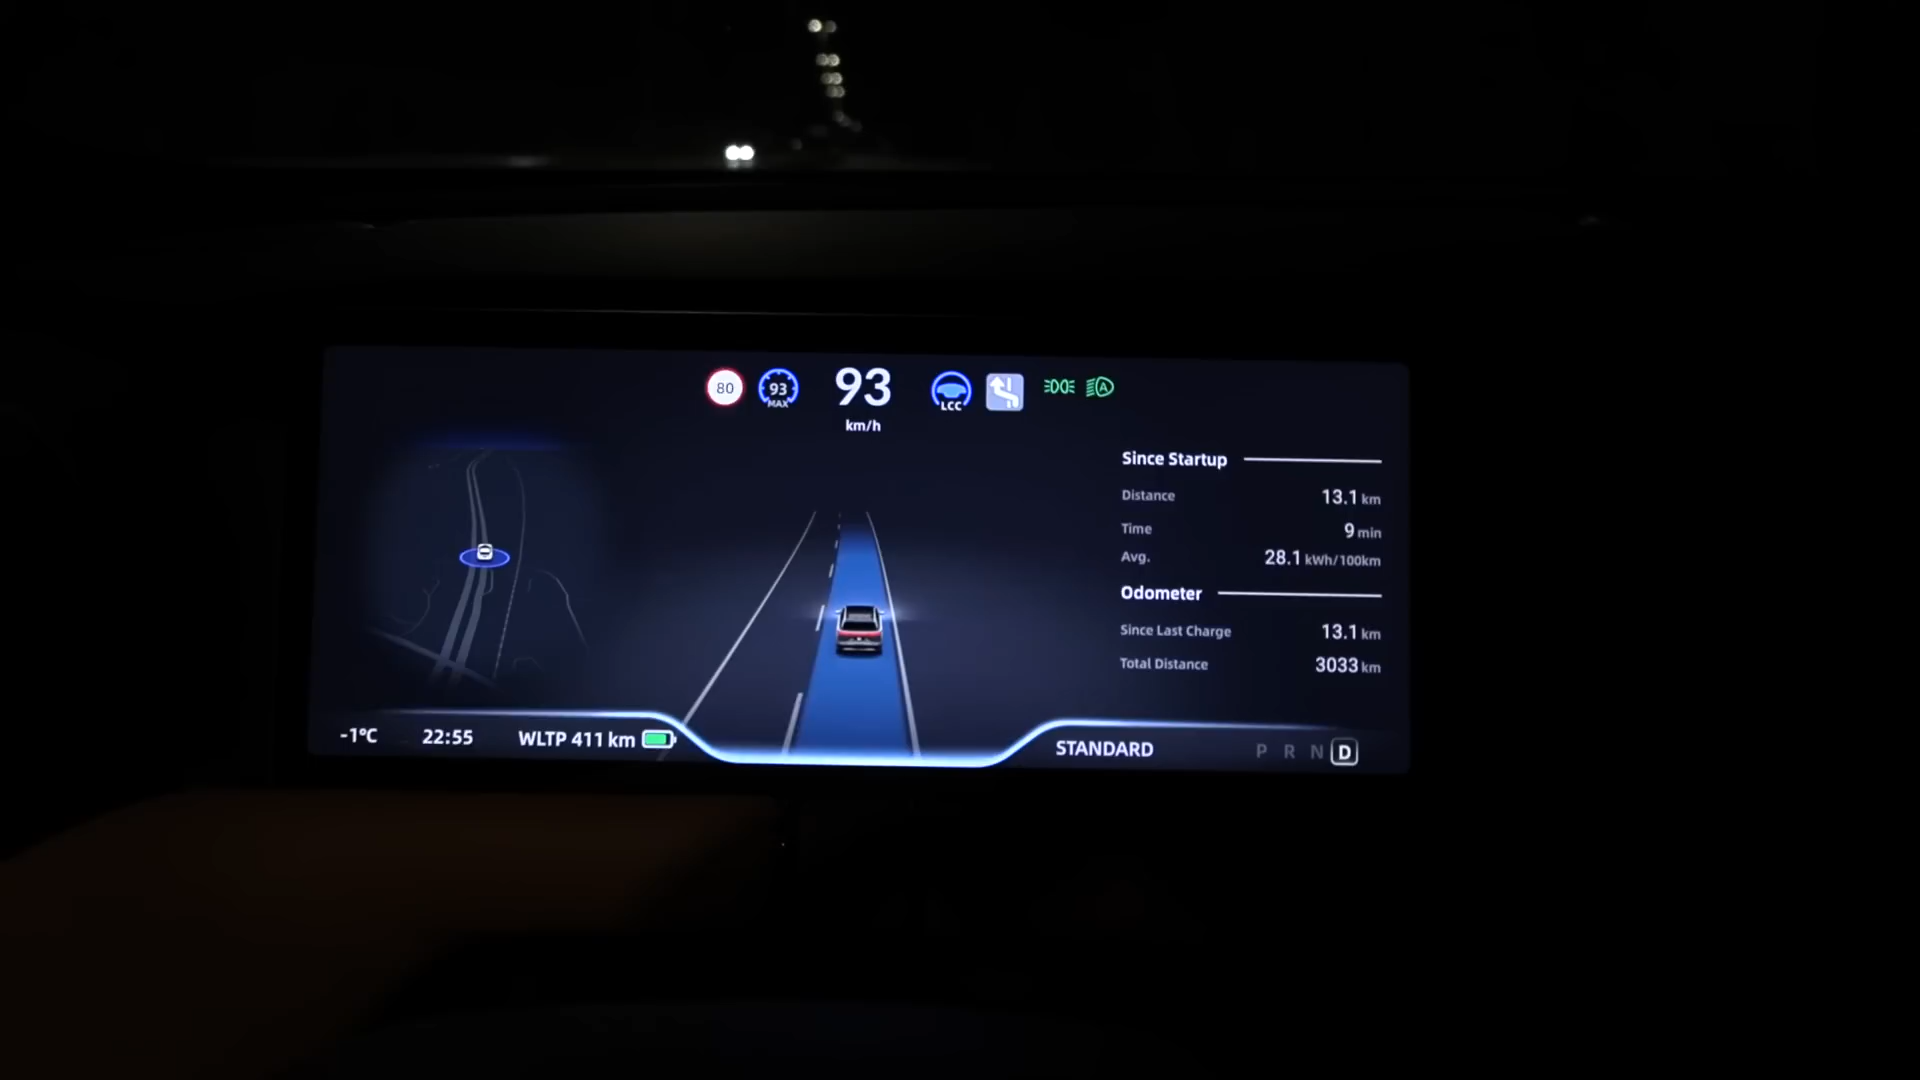 80
93
MAX
93
km/h
LCC
A
Since Startup
Distance 13.1 km
Time 9 min
Avg. 28.1 kWh/100km
Odometer
Since Last Charge 13.1 km
Total Distance 3033 km
-1°C 22:55 WLTP 411 km STANDARD P R N D